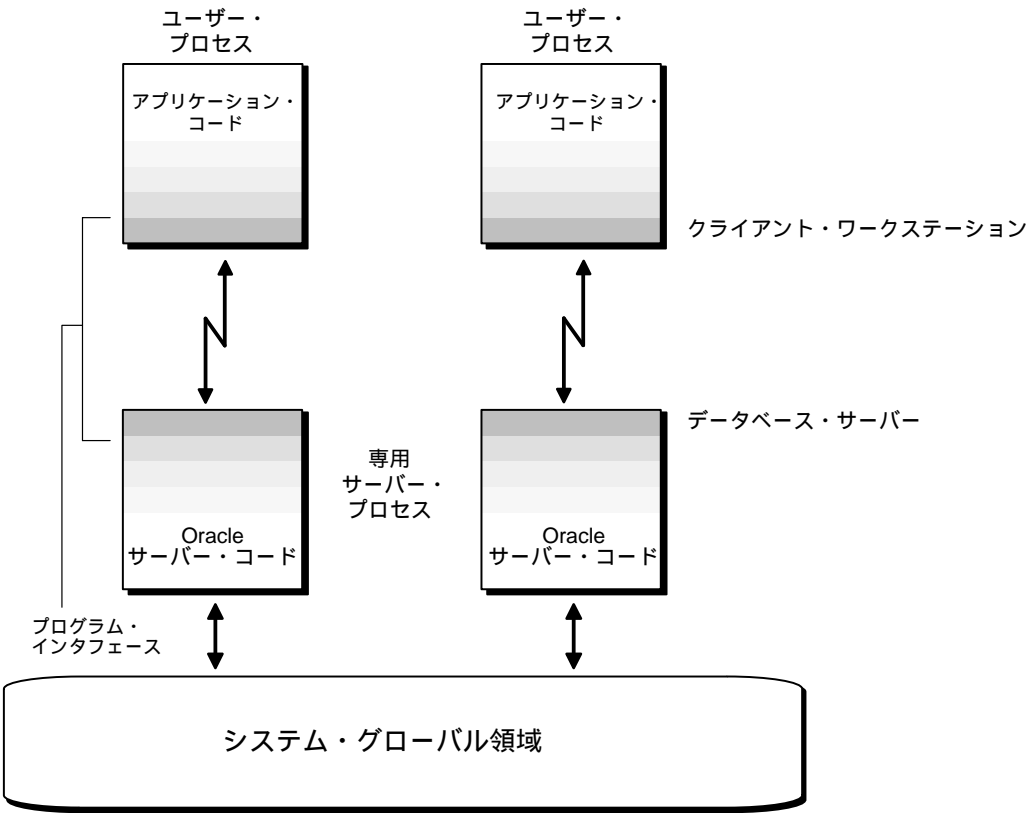 ユーザー・
プロセス
ユーザー・
プロセス
アプリケーション・
コード
アプリケーション・
コード
クライアント・ワークステーション
データベース・サーバー
専用
サーバー・
プロセス
Oracle
サーバー・コード
Oracle
サーバー・コード
プログラム・
インタフェース
システム・グローバル領域